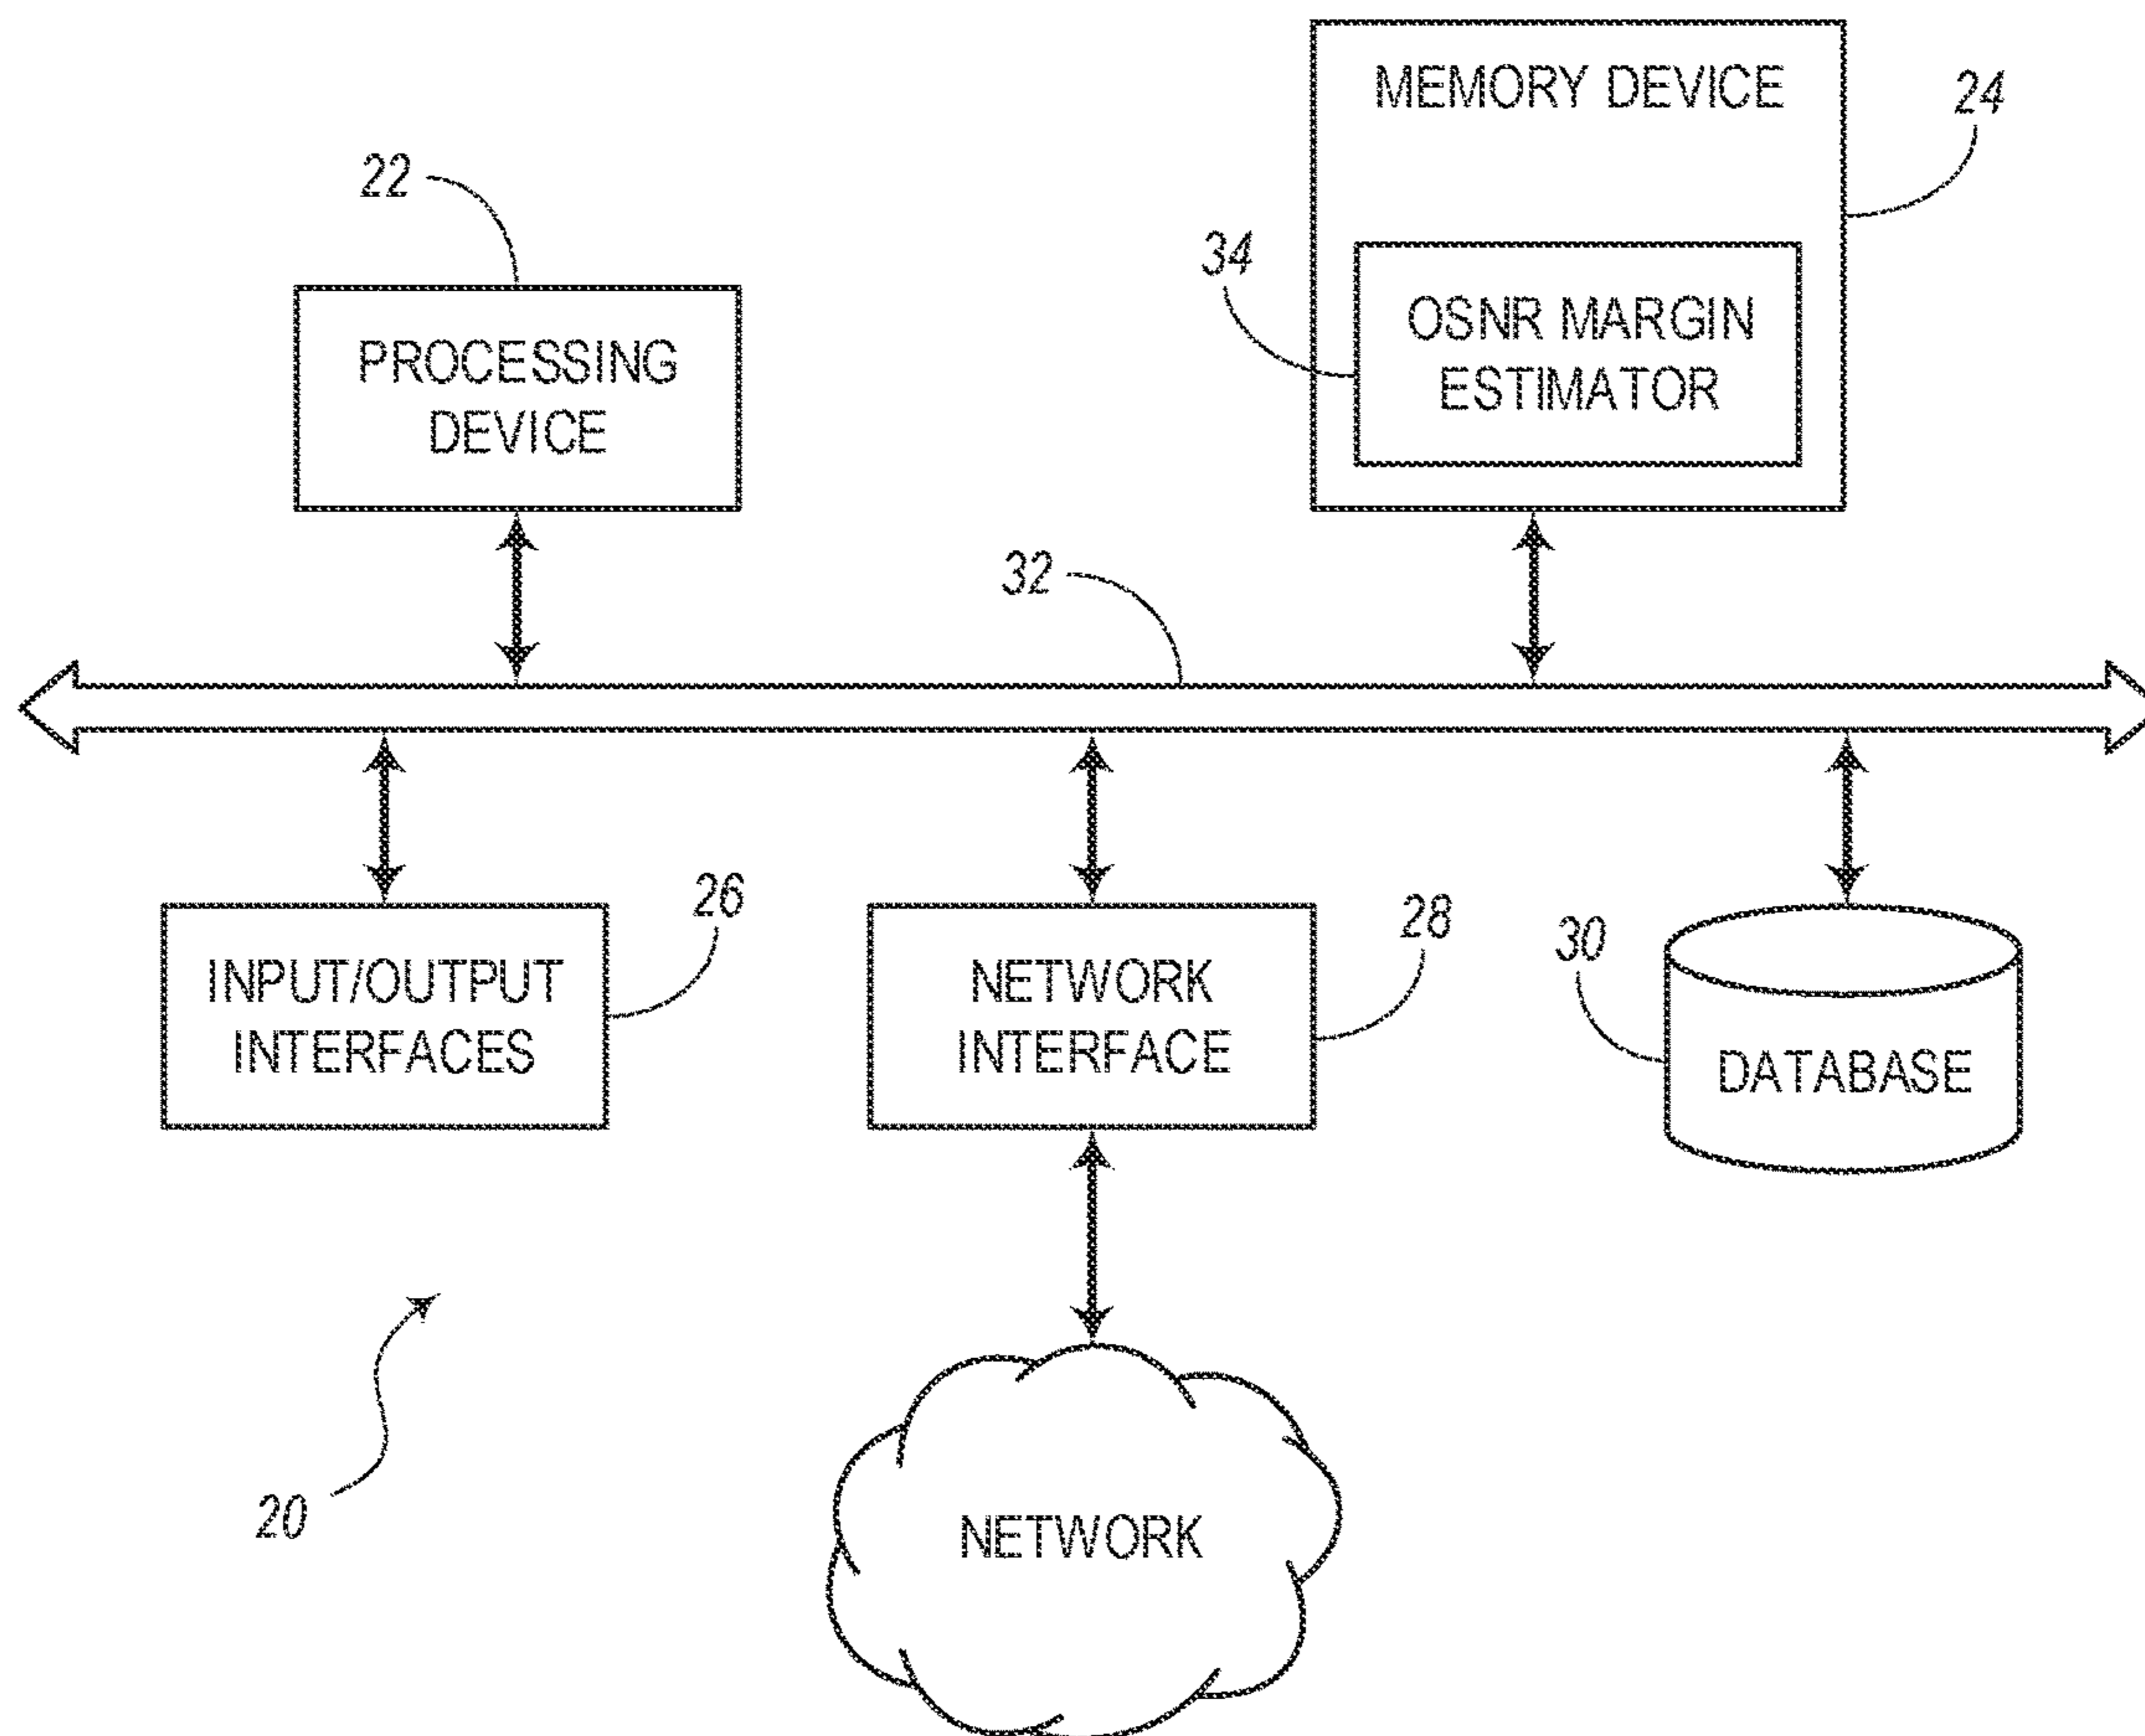 MEMORY DEVICE
24
22
34
OSNR MARGIN
ESTIMATOR
PROCESSING
DEVICE
32
26
28
30
INPUT/OUTPUT
INTERFACES
NETWORK
INTERFACE
DATABASE
20
NETWORK